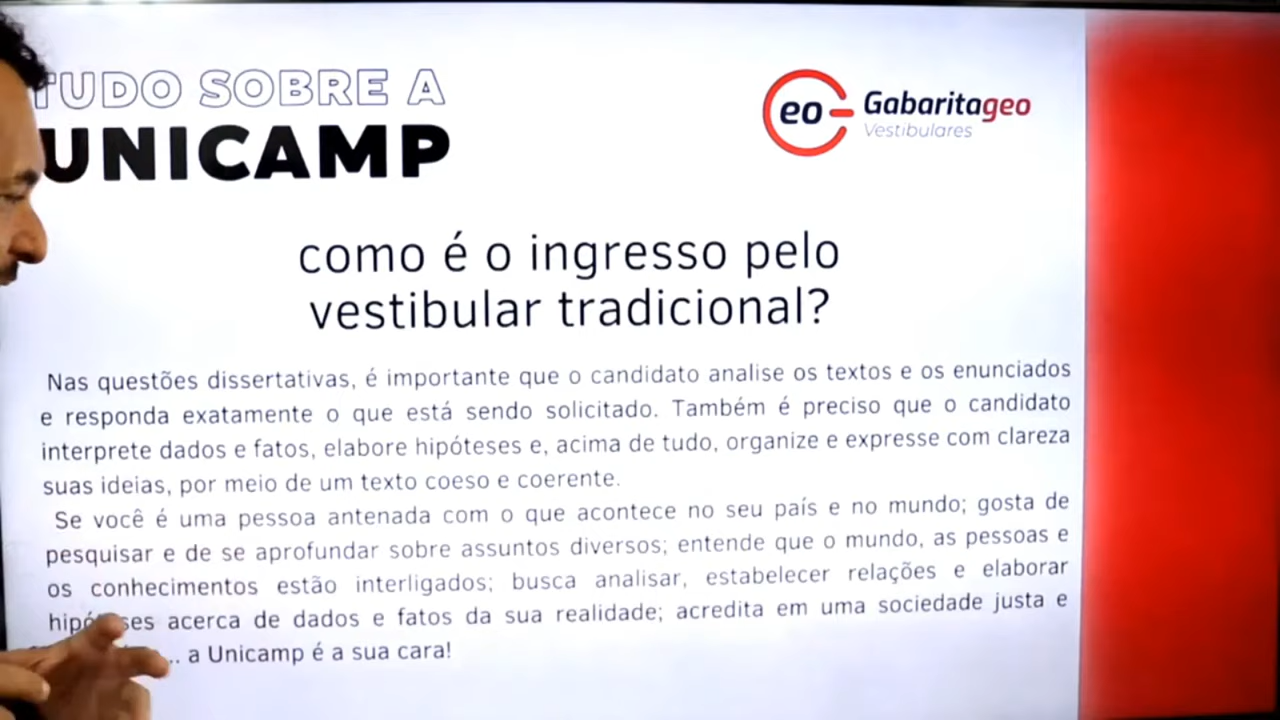 TUDO SOBRE A
UNICAMP
eo
Gabaritageo
Vestibulares
como é o ingresso pelo
vestibular tradicional?
Nas questões dissertativas, é importante que o candidato analise os textos e os enunciados
e responda exatamente o que está sendo solicitado. Também é preciso que o candidato
interprete dados e fatos, elabore hipóteses e, acima de tudo, organize e expresse com clareza
suas ideias, por meio de um texto coeso e coerente.
Se você é uma pessoa antenada com o que acontece no seu país e no mundo; gosta de
pesquisar e de se aprofundar sobre assuntos diversos; entende que o mundo, as pessoas e
os conhecimentos estão interligados; busca analisar, estabelecer relações e elaborar
hipóteses acerca de dados e fatos da sua realidade; acredita em uma sociedade justa e
... a Unicamp é a sua cara!